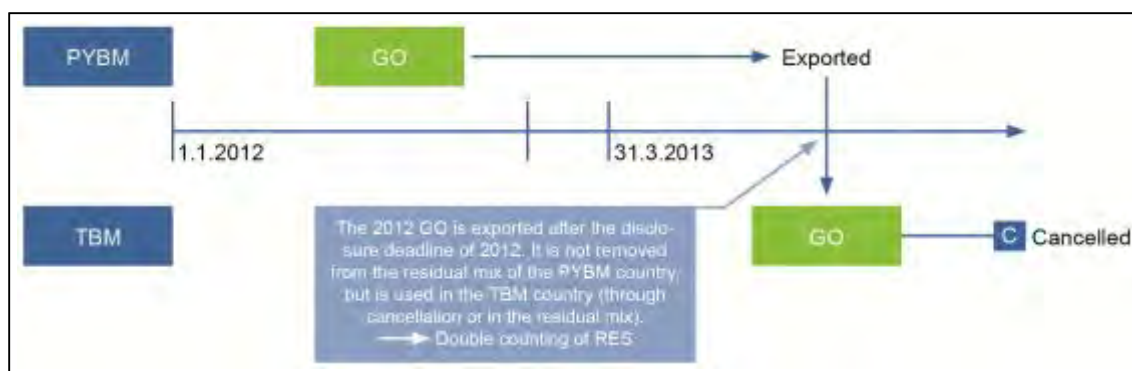 PYBM
GO
Exported
1.1.2012
31.3.2013
TBM
The 2012 GO is exported after the disclo-
sure deadline of 2012. It is not removed
from the residual mix of the PYBM country,
but is used in the TBM country (through
cancellation or in the residual mix).
Double counting of RES
GO
C Cancelled